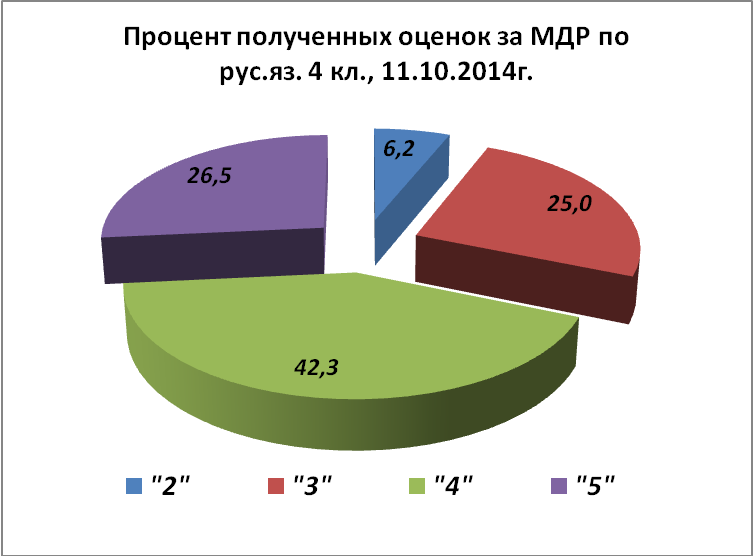 Процент полученных оценок за МДР по
рус.яз. 4 кл., 11.10.2014г.
6,2
26,5
25,0
42,3
"2" "3" "4" "5"